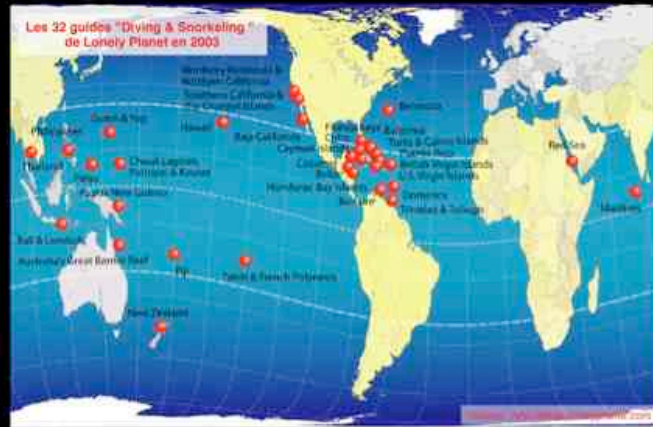 Les 32 guides "Diving & Snorkeling"
de Lonely Planet en 2003
Monterey Peninsula &
Northern California
Southern California &
the Channel Islands
Bermuda
Guam & Yap
Hawaii
Baja California
Florida Keys
Bahamas
Turks & Caicos Islands
Cuba
Puerto Rico
Cayman Islands
British Virgin Islands
U.S. Virgin Islands
Cozumel
Belize
Honduras' Bay Islands
Bonaire
Dominica
Trinidad & Tobago
Red Sea
Maldives
Philippines
Thailand
Palau
Chuuk Lagoon,
Pohnpei & Kosrae
Papua New Guinea
Bali & Lombok
Australia's Great Barrier Reef
Fiji
Tahiti & French Polynesia
New Zealand